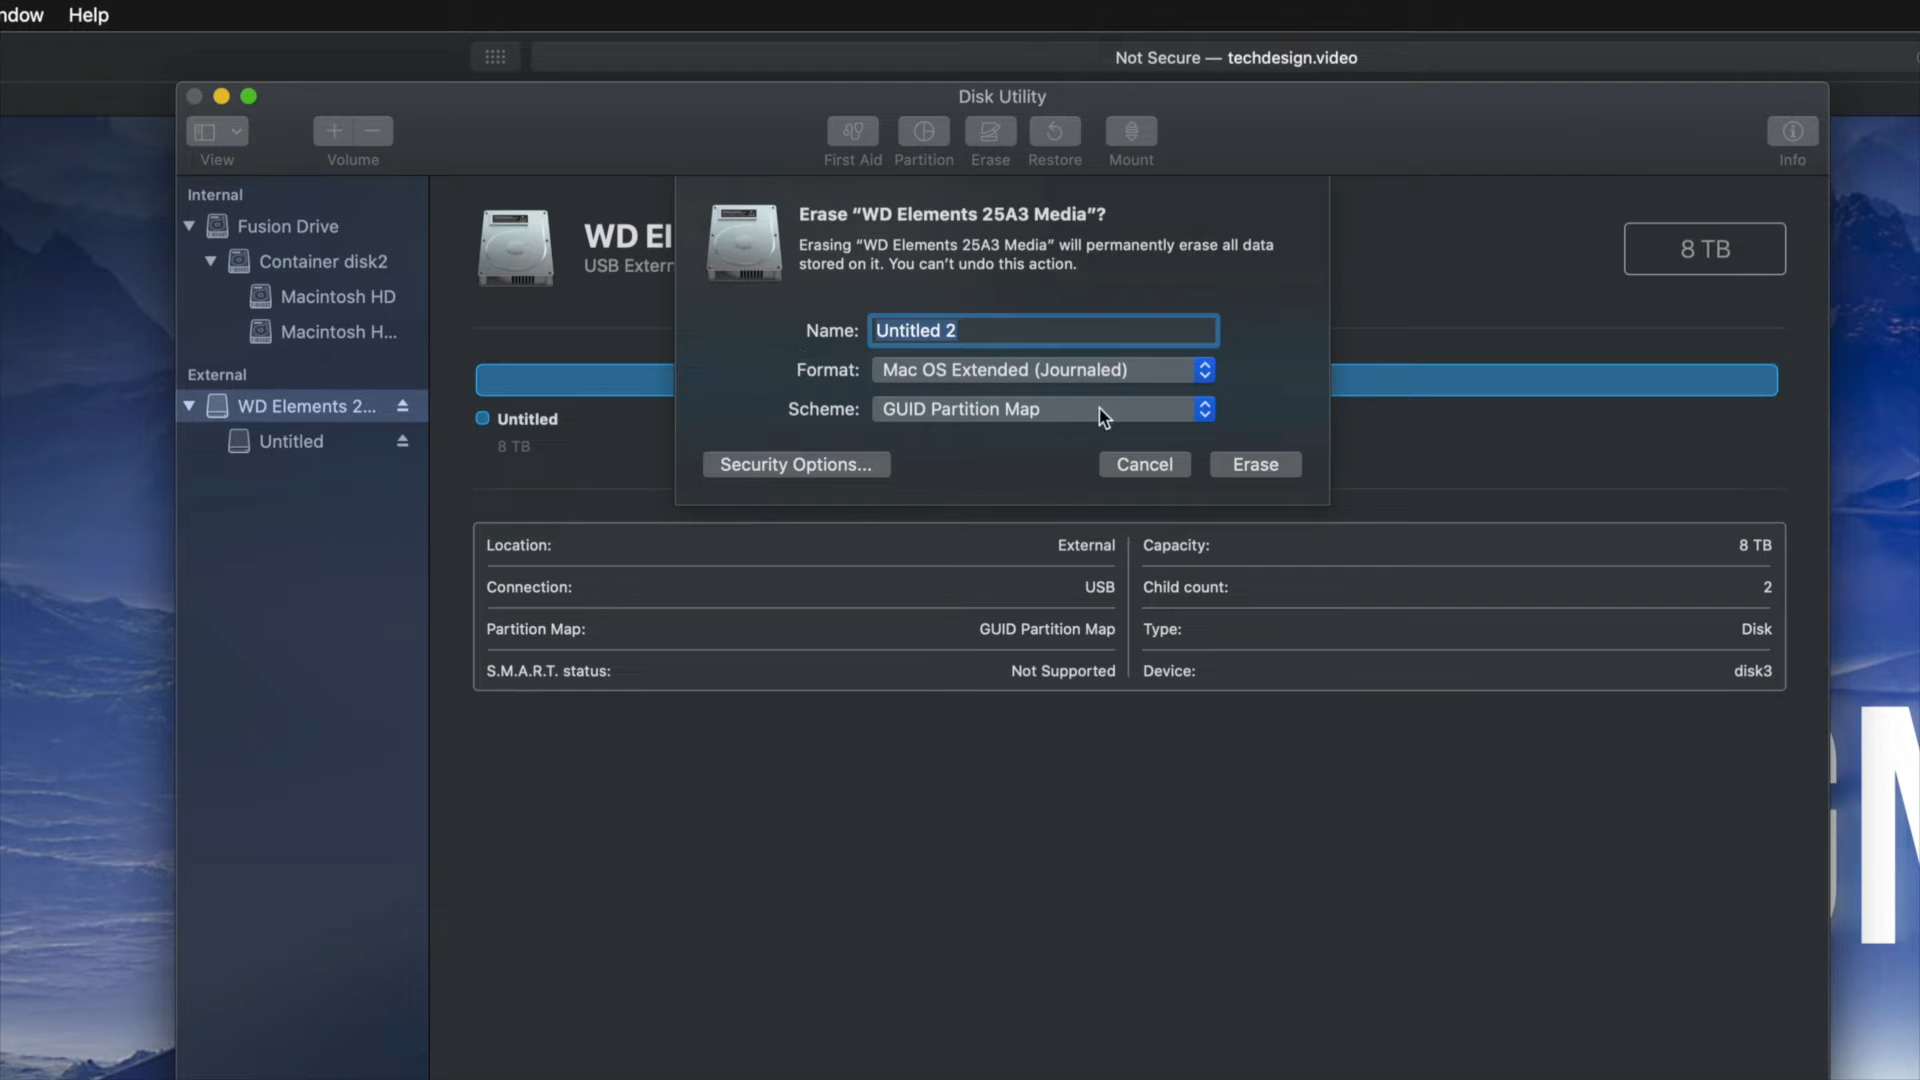 Help
Not Secure — techdesign.video
Disk Utility
View
Volume
First Aid
Partition
Erase
Restore
Mount
Info
Internal
Fusion Drive
Container disk2
Macintosh HD
Macintosh H...
External
WD Elements 2...
Untitled
USB
8 TB
Erase “WD Elements 25A3 Media”?
Erasing “WD Elements 25A3 Media” will permanently erase all data
stored on it. You can’t undo this action.
Name: Untitled 2
Format: Mac OS Extended (Journaled)
Scheme: GUID Partition Map
Security Options...
Cancel
Erase
Untitled
8 TB
Location: External
Connection: USB
Partition Map: GUID Partition Map
S.M.A.R.T. status: Not Supported
Capacity: 8 TB
Child count: 2
Type: Disk
Device: disk3